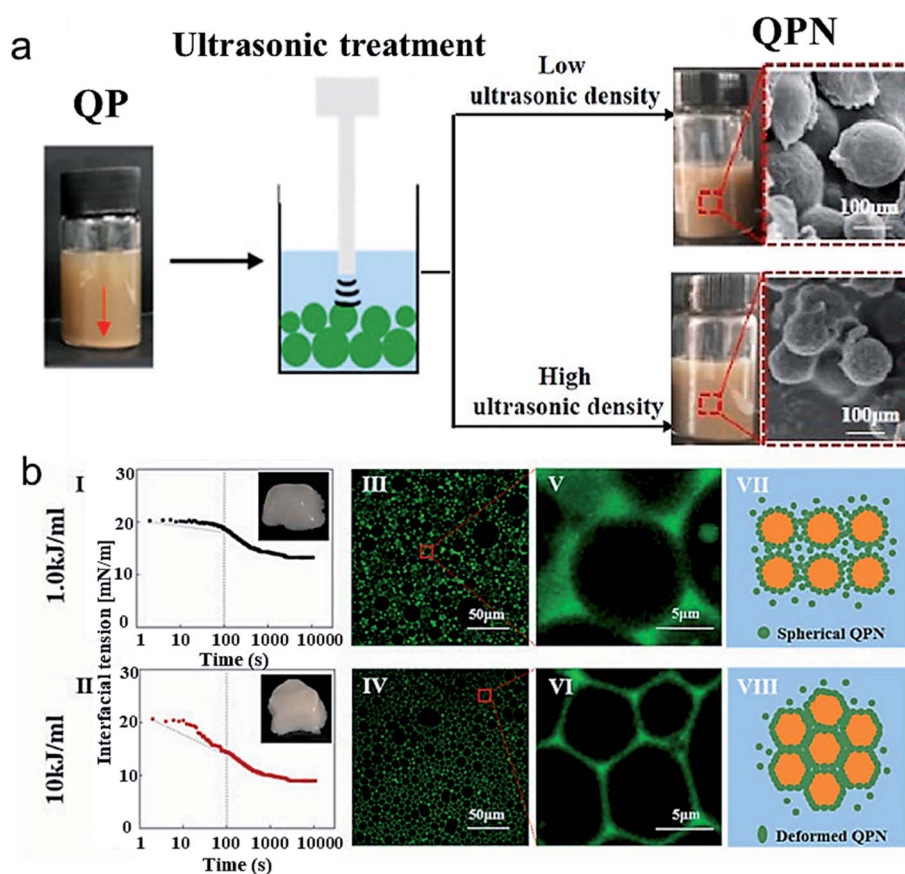 a
Ultrasonic treatment
QPN
QP
Low
ultrasonic density
100μm
High
ultrasonic density
100μm
b
I
1.0kJ/ml
Interfacial tension [mN/m]
30
20
10
0
1 10 100 1000 10000
Time (s)
III
50μm
V
5μm
VII
Spherical QPN
II
10kJ/ml
30
20
10
0
1 10 100 1000 10000
Time (s)
IV
50μm
VI
5μm
VIII
Deformed QPN